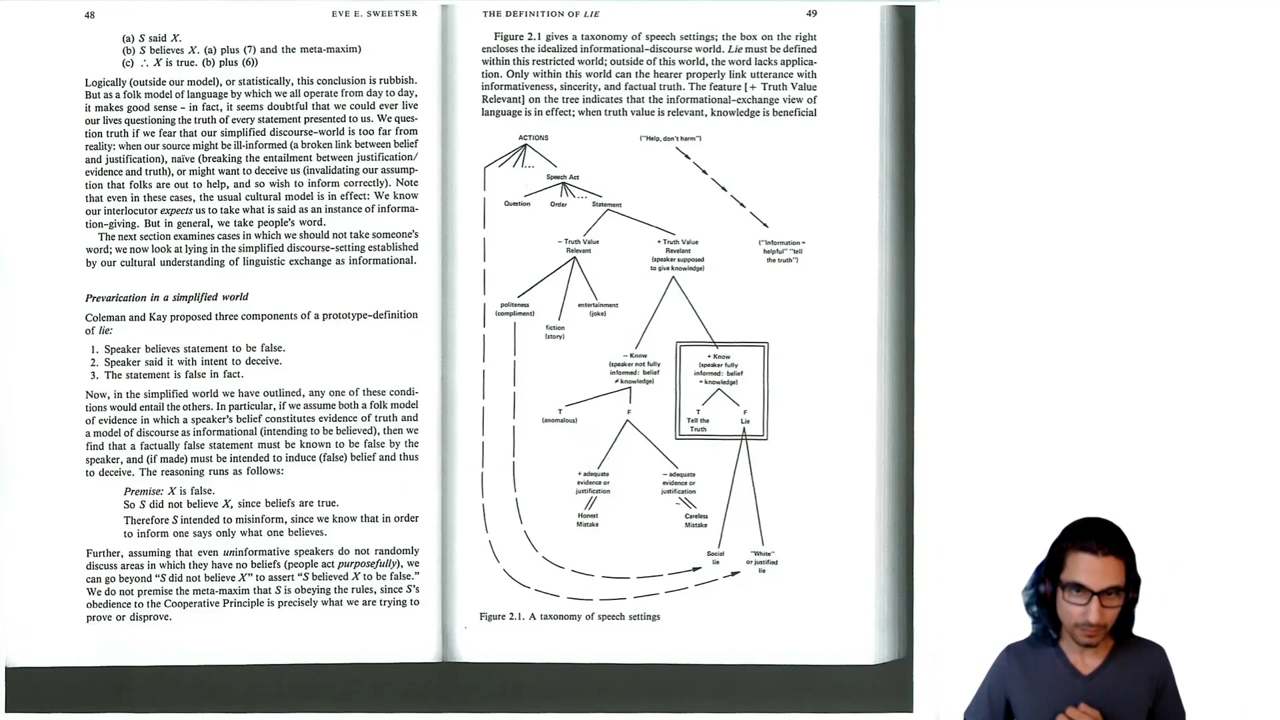 48
EVE E. SWEETSER
(a) S said X.
(b) S believes X. (a) plus (7) and the meta-maxim)
(c) ∴ X is true. (b) plus (6))
Logically (outside our model), or statistically, this conclusion is rubbish.
But as a folk model of language by which we all operate from day to day,
it makes good sense – in fact, it seems doubtful that we could ever live
our lives questioning the truth of every statement presented to us. We ques-
tion truth if we fear that our simplified discourse-world is too far from
reality: when our source might be ill-informed (a broken link between belief
and justification), naïve (breaking the entailment between justification/
evidence and truth), or might want to deceive us (invalidating our assump-
tion that folks are out to help, and so wish to inform correctly). Note
that even in these cases, the usual cultural model is in effect: We know
our interlocutor expects us to take what is said as an instance of informa-
tion-giving. But in general, we take people's word.
The next section examines cases in which we should not take someone's
word; we now look at lying in the simplified discourse-setting established
by our cultural understanding of linguistic exchange as informational.
Prevarication in a simplified world
Coleman and Kay proposed three components of a prototype-definition
of lie:
1. Speaker believes statement to be false.
2. Speaker said it with intent to deceive.
3. The statement is false in fact.
Now, in the simplified world we have outlined, any one of these condi-
tions would entail the others. In particular, if we assume both a folk model
of evidence in which a speaker's belief constitutes evidence of truth and
a model of discourse as informational (intending to be believed), then we
find that a factually false statement must be known to be false by the
speaker, and (if made) must be intended to induce (false) belief and thus
to deceive. The reasoning runs as follows:
Premise: X is false.
So S did not believe X, since beliefs are true.
Therefore S intended to misinform, since we know that in order
to inform one says only what one believes.
Further, assuming that even uninformative speakers do not randomly
discuss areas in which they have no beliefs (people act purposefully), we
can go beyond "S did not believe X" to assert "S believed X to be false."
We do not premise the meta-maxim that S is obeying the rules, since S's
obedience to the Cooperative Principle is precisely what we are trying to
prove or disprove.
THE DEFINITION OF LIE
49
Figure 2.1 gives a taxonomy of speech settings; the box on the right
encloses the idealized informational-discourse world. Lie must be defined
within this restricted world; outside of this world, the word lacks applica-
tion. Only within this world can the hearer properly link utterance with
informativeness, sincerity, and factual truth. The feature [+ Truth Value
Relevant] on the tree indicates that the informational-exchange view of
language is in effect; when truth value is relevant, knowledge is beneficial
ACTIONS
("Help, don't harm")
Speech Act
Question
Order
Statement
– Truth Value
Relevant
+ Truth Value
Revelant
(speaker supposed
to give knowledge)
("Information =
helpful" "tell
the truth")
politeness
(compliment)
fiction
(story)
entertainment
(joke)
– Know
(speaker not fully
informed: belief
≠ knowledge)
+ Know
(speaker fully
informed: belief
= knowledge)
T
(anomalous)
F
T
Tell the
Truth
F
Lie
+ adequate
evidence or
justification
– adequate
evidence or
justification
Honest
Mistake
Careless
Mistake
Social
lie
"White"
or justified
lie
Figure 2.1. A taxonomy of speech settings